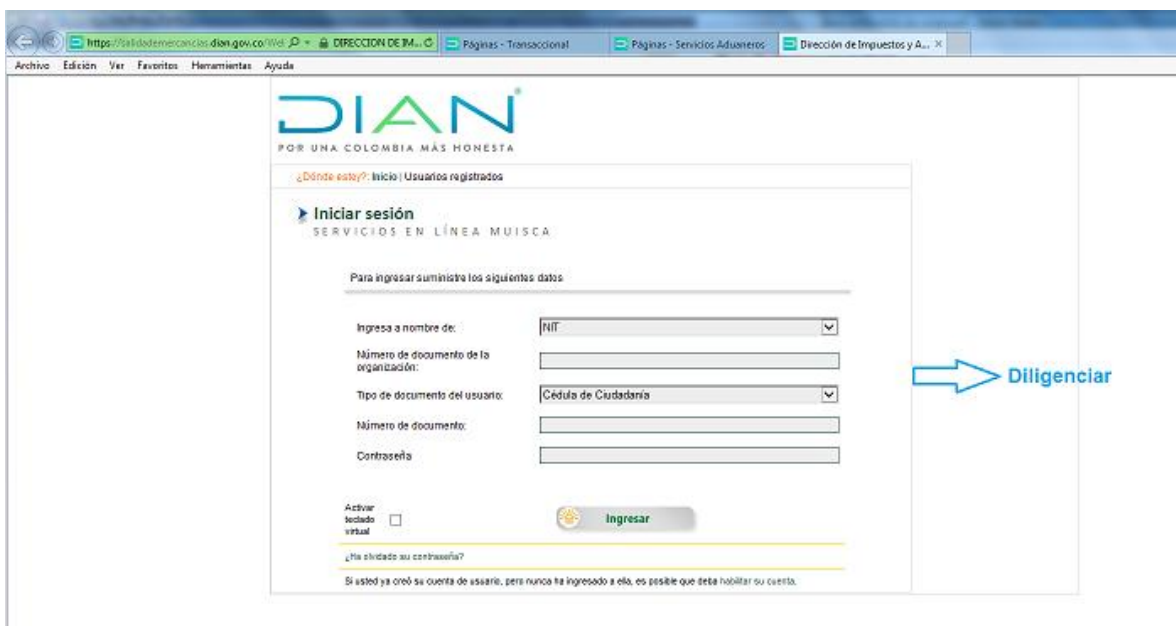 https://salidademercancias.dian.gov.co/We
DIRECCION DE IM...
Páginas - Transaccional
Páginas - Servicios Aduaneros
Dirección de Impuestos y A...
Archivo Edición Ver Favoritos Herramientas Ayuda
DIAN
POR UNA COLOMBIA MÁS HONESTA
¿Dónde estoy?: Inicio | Usuarios registrados
Iniciar sesión
SERVICIOS EN LÍNEA MUISCA
Para ingresar suministre los siguientes datos
Ingresa a nombre de:
NIT
Número de documento de la
organización:
Diligenciar
Tipo de documento del usuario:
Cédula de Ciudadanía
Número de documento:
Contraseña
Activar
teclado
virtual
Ingresar
¿Ha olvidado su contraseña?
Si usted ya creó su cuenta de usuario, pero nunca ha ingresado a ella, es posible que deba habilitar su cuenta.